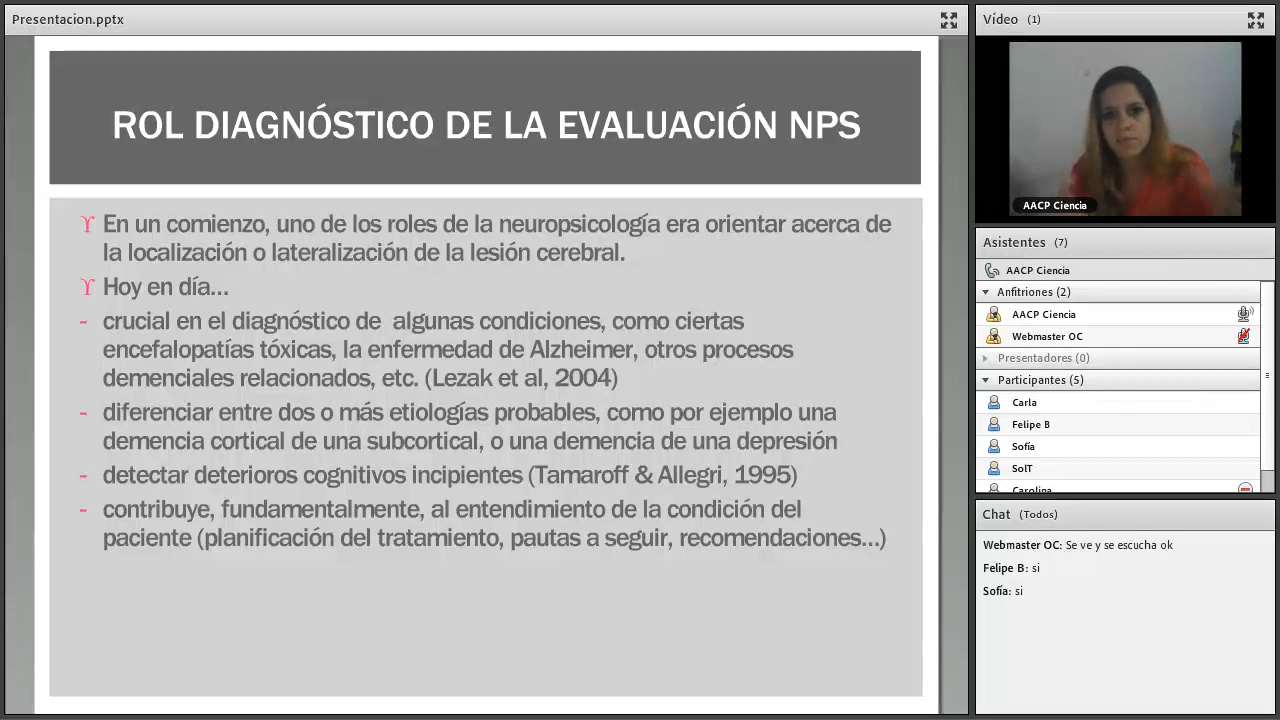 Presentacion.pptx
ROL DIAGNÓSTICO DE LA EVALUACIÓN NPS
En un comienzo, uno de los roles de la neuropsicología era orientar acerca de
la localización o lateralización de la lesión cerebral.
Hoy en día...
- crucial en el diagnóstico de algunas condiciones, como ciertas
encefalopatías tóxicas, la enfermedad de Alzheimer, otros procesos
demenciales relacionados, etc. (Lezak et al, 2004)
- diferenciar entre dos o más etiologías probables, como por ejemplo una
demencia cortical de una subcortical, o una demencia de una depresión
- detectar deterioros cognitivos incipientes (Tamaroff & Allegri, 1995)
- contribuye, fundamentalmente, al entendimiento de la condición del
paciente (planificación del tratamiento, pautas a seguir, recomendaciones...)
Vídeo (1)
AACP Ciencia
Asistentes (7)
AACP Ciencia
Anfitriones (2)
AACP Ciencia
Webmaster OC
Presentadores (0)
Participantes (5)
Carla
Felipe B
Sofía
SolT
Carolina
Chat (Todos)
Webmaster OC: Se ve y se escucha ok
Felipe B: si
Sofía: si